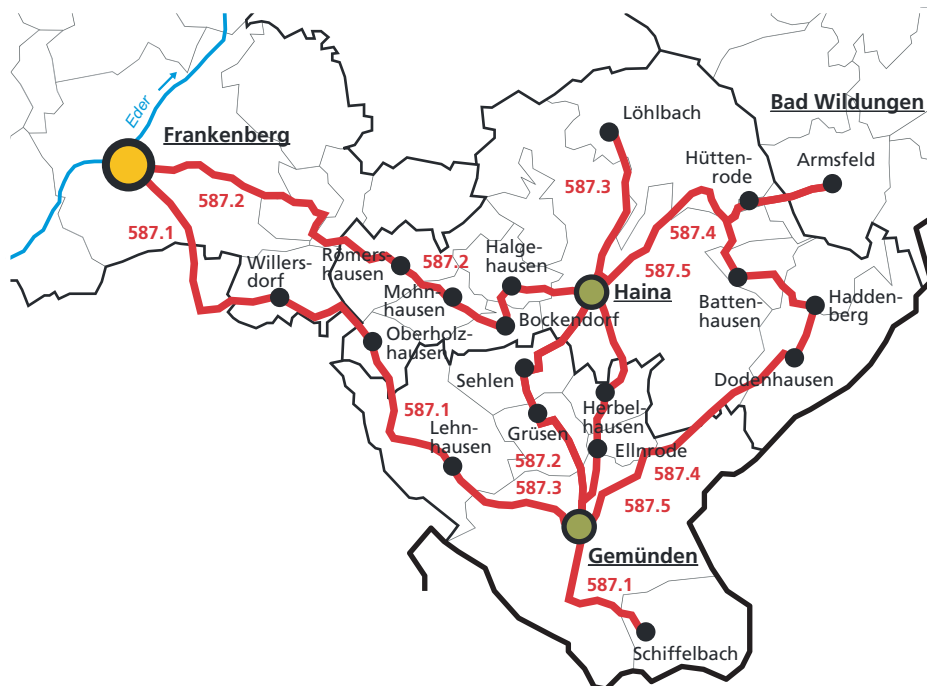 Eder
Frankenberg
Bad Wildungen
Löhlbach
Hütten-
rode
Armsfeld
587.3
587.2
587.1
587.4
Willers-
dorf
Römers-
hausen
587.2
Halge-
hausen
587.5
Mohn-
hausen
Haina
Batten-
hausen
Hadden-
berg
Bockendorf
Oberholz-
hausen
Sehlen
Dodenhausen
587.1
Herbel-
hausen
Lehn-
hausen
Grüsen
Ellnrode
587.2
587.4
587.3
587.5
Gemünden
587.1
Schiffelbach